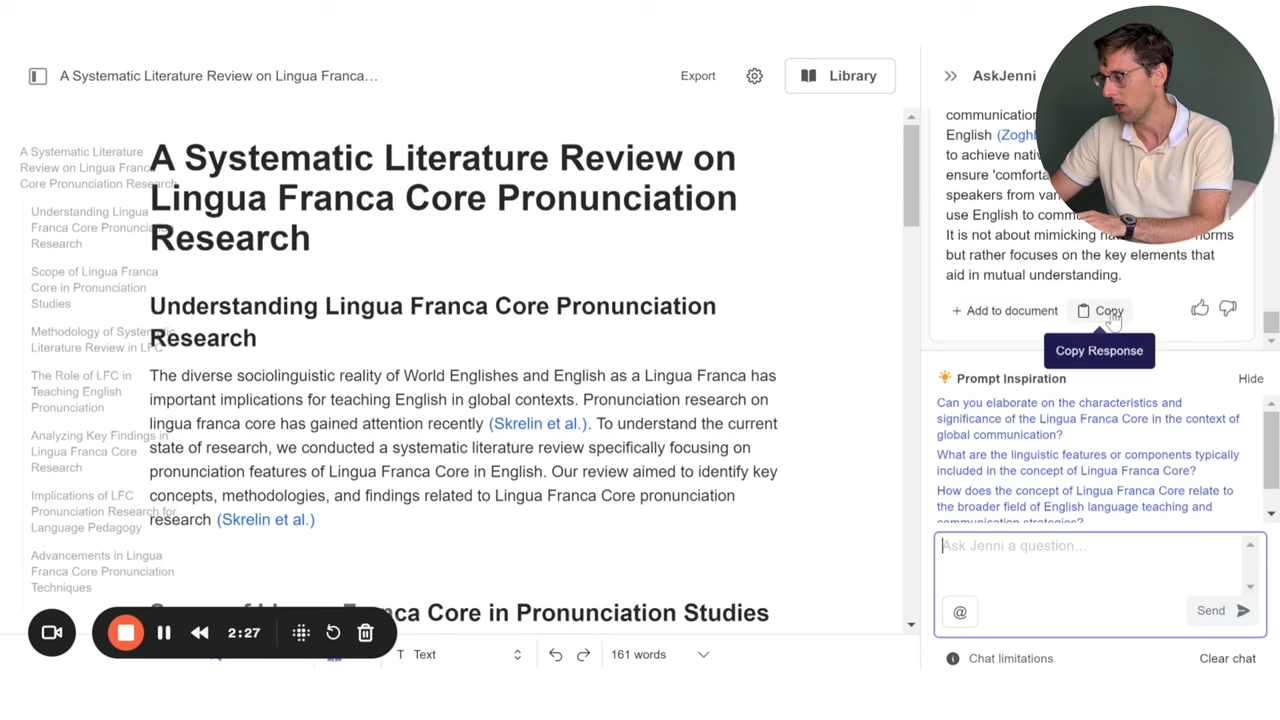 A Systematic Literature Review on Lingua Franca…
Export
Library
AskJenni
A Systematic Literature
Review on Lingua Franca
Core Pronunciation Research
Understanding Lingua
Franca Core Pronunciation
Research
Scope of Lingua Franca
Core in Pronunciation
Studies
Methodology of Systematic
Literature Review in LFC
The Role of LFC in
Teaching English
Pronunciation
Analyzing Key Findings in
Lingua Franca Core
Research
Implications of LFC
Pronunciation Research for
Language Pedagogy
Advancements in Lingua
Franca Core Pronunciation
Techniques
A Systematic Literature Review on
Lingua Franca Core Pronunciation
Research
Understanding Lingua Franca Core Pronunciation
Research
The diverse sociolinguistic reality of World Englishes and English as a Lingua Franca has
important implications for teaching English in global contexts. Pronunciation research on
lingua franca core has gained attention recently (Skrelin et al.). To understand the current
state of research, we conducted a systematic literature review specifically focusing on
pronunciation features of Lingua Franca Core in English. Our review aimed to identify key
concepts, methodologies, and findings related to Lingua Franca Core pronunciation
research (Skrelin et al.)
Franca Core in Pronunciation Studies
2:27
T Text
161 words
communication
English (Zogh
to achieve
ensure 'comforta
speakers from
use English to
It is not about mimicking norms
but rather focuses on the key elements that
aid in mutual understanding.
+ Add to document
Copy
Copy Response
Prompt Inspiration
Hide
Can you elaborate on the characteristics and
significance of the Lingua Franca Core in the context of
global communication?
What are the linguistic features or components typically
included in the concept of Lingua Franca Core?
How does the concept of Lingua Franca Core relate to
the broader field of English language teaching and
communication strategies?
Ask Jenni a question...
@
Send
Chat limitations
Clear chat